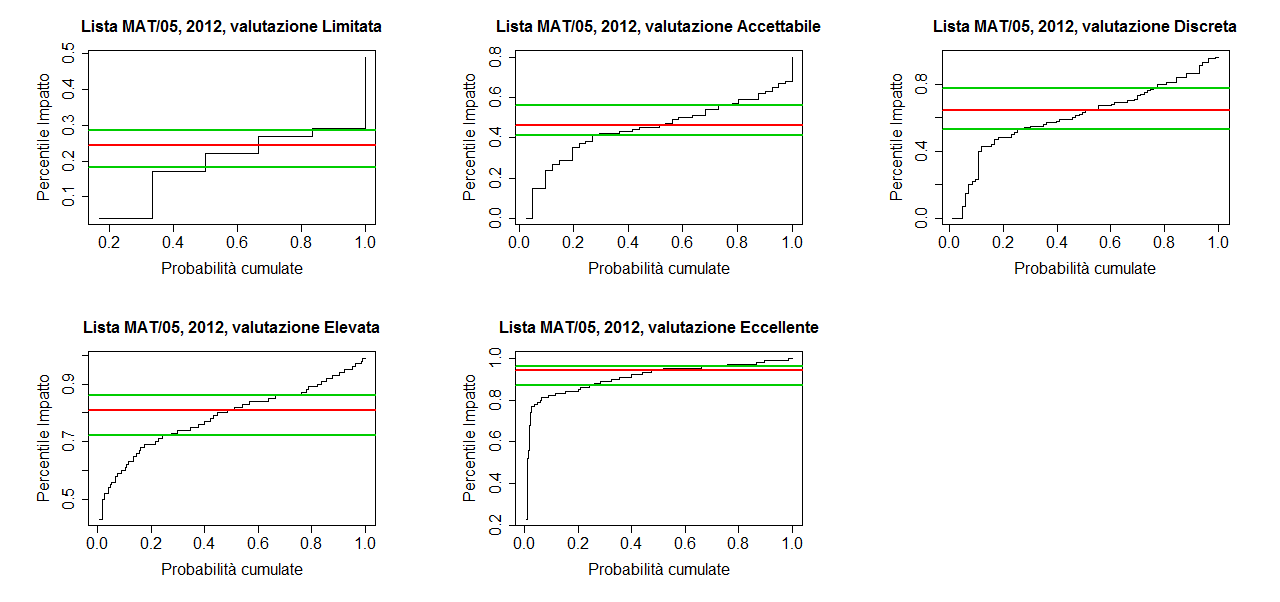 Lista MAT/05, 2012, valutazione Limitata
Percentile Impatto
0.1 0.2 0.3 0.4 0.5
0.2 0.4 0.6 0.8 1.0
Probabilità cumulate
Lista MAT/05, 2012, valutazione Accettabile
Percentile Impatto
0.0 0.2 0.4 0.6 0.8
0.0 0.2 0.4 0.6 0.8 1.0
Probabilità cumulate
Lista MAT/05, 2012, valutazione Discreta
Percentile Impatto
0.0 0.4 0.8
0.0 0.2 0.4 0.6 0.8 1.0
Probabilità cumulate
Lista MAT/05, 2012, valutazione Elevata
Percentile Impatto
0.5 0.7 0.9
0.0 0.2 0.4 0.6 0.8 1.0
Probabilità cumulate
Lista MAT/05, 2012, valutazione Eccellente
Percentile Impatto
0.2 0.4 0.6 0.8 1.0
0.0 0.2 0.4 0.6 0.8 1.0
Probabilità cumulate